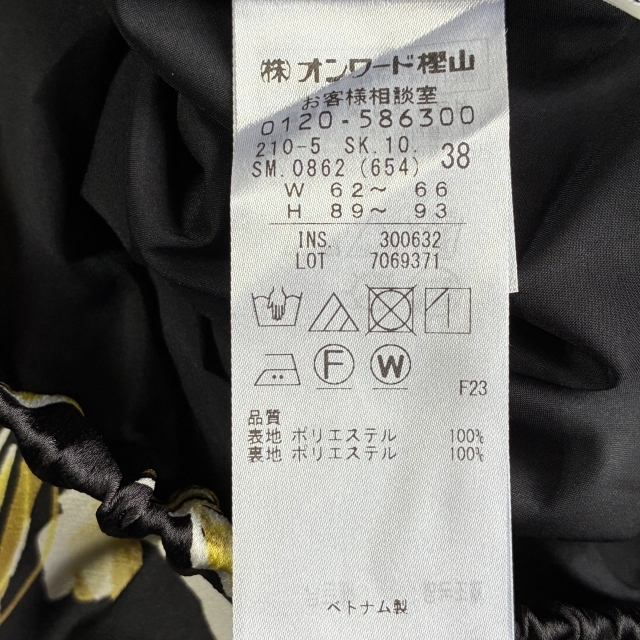 (株)オンワード樫山
お客様相談室
0120-586300
210-5 SK.10.
SM.0862(654) 38
W 62〜 66
H 89〜 93
INS. 300632
LOT 7069371
F W
F23
品質
表地 ポリエステル 100%
裏地 ポリエステル 100%
ベトナム製